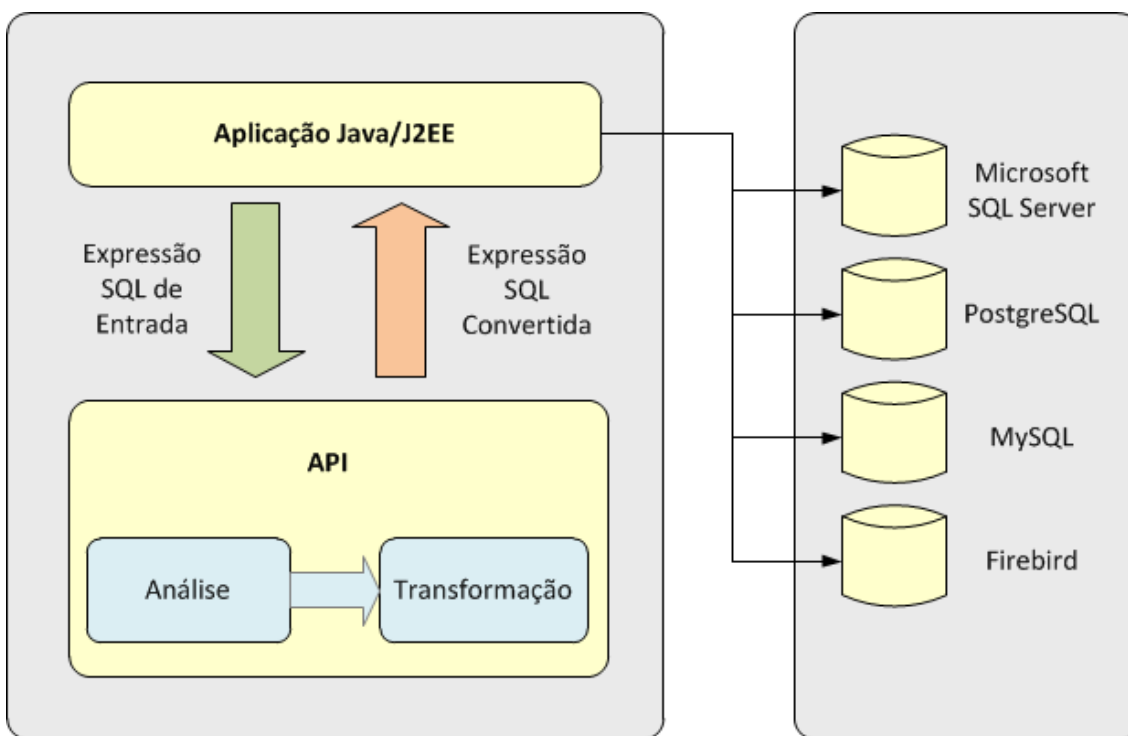 Aplicação Java/J2EE
Expressão
SQL de
Entrada
Expressão
SQL
Convertida
API
Análise
Transformação
Microsoft
SQL Server
PostgreSQL
MySQL
Firebird